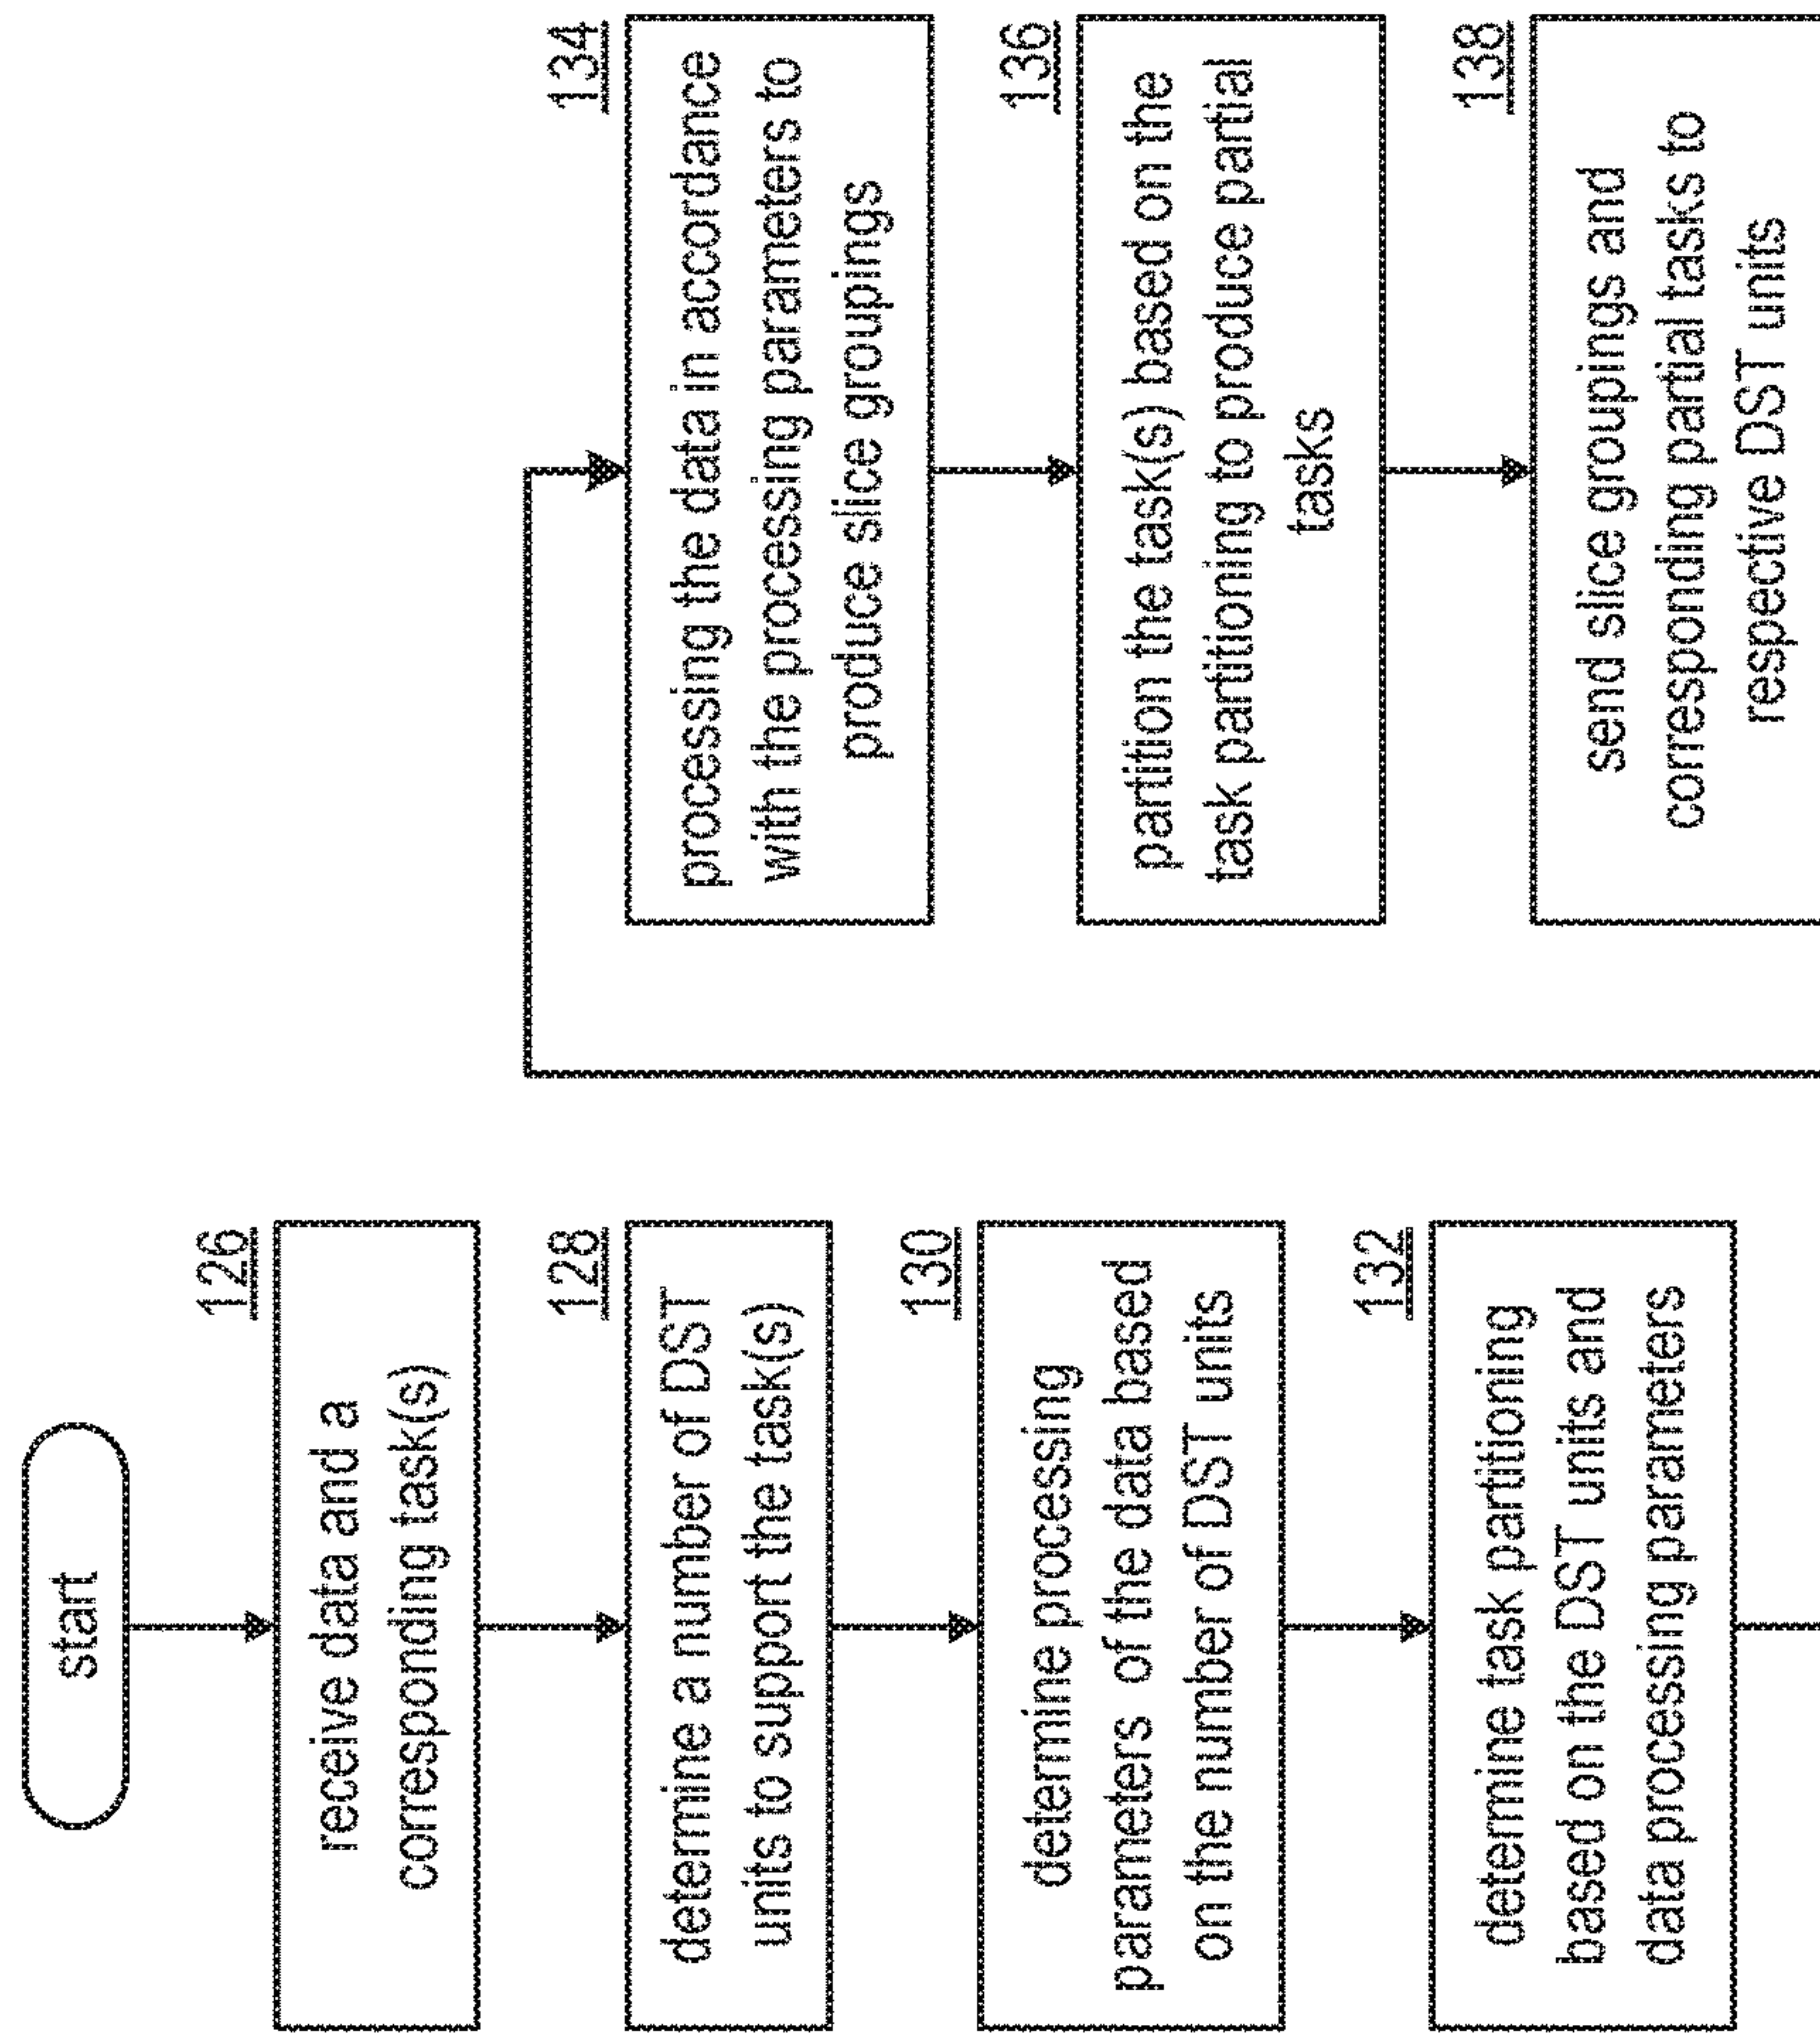 start
126
receive data and a
corresponding task(s)
128
determine a number of DST
units to support the task(s)
130
determine processing
parameters of the data based
on the number of DST units
132
determine task partitioning
based on the DST units and
data processing parameters
134
processing the data in accordance
with the processing parameters to
produce slice groupings
136
partition the task(s) based on the
task partitioning to produce partial
tasks
138
send slice groupings and
corresponding partial tasks to
respective DST units